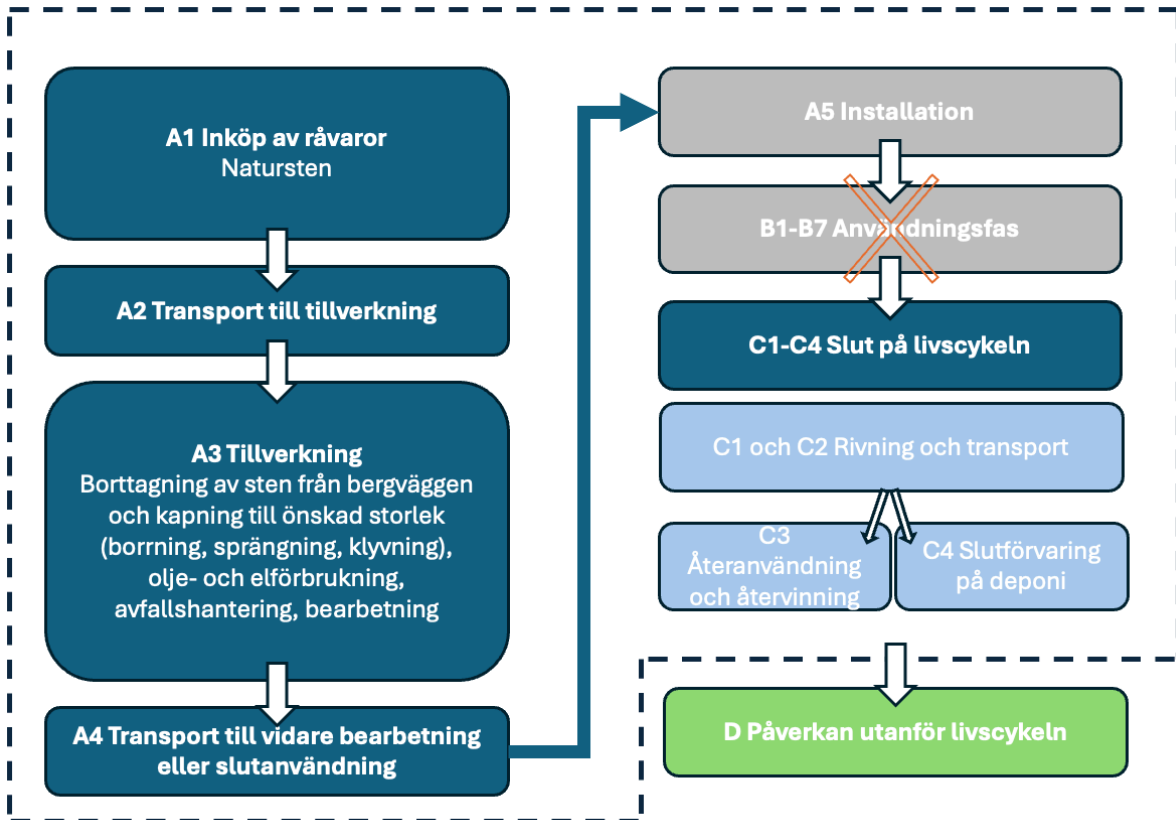 A1 Inköp av råvaror
Natursten
A2 Transport till tillverkning
A3 Tillverkning
Borttagning av sten från bergväggen
och kapning till önskad storlek
(borrning, sprängning, klyvning),
olje- och elförbrukning,
avfallshantering, bearbetning
A4 Transport till vidare bearbetning
eller slutanvändning
A5 Installation
B1-B7 Användningsfas
C1-C4 Slut på livscykeln
C1 och C2 Rivning och transport
C3
Återanvändning
och återvinning
C4 Slutförvaring
på deponi
D Påverkan utanför livscykeln